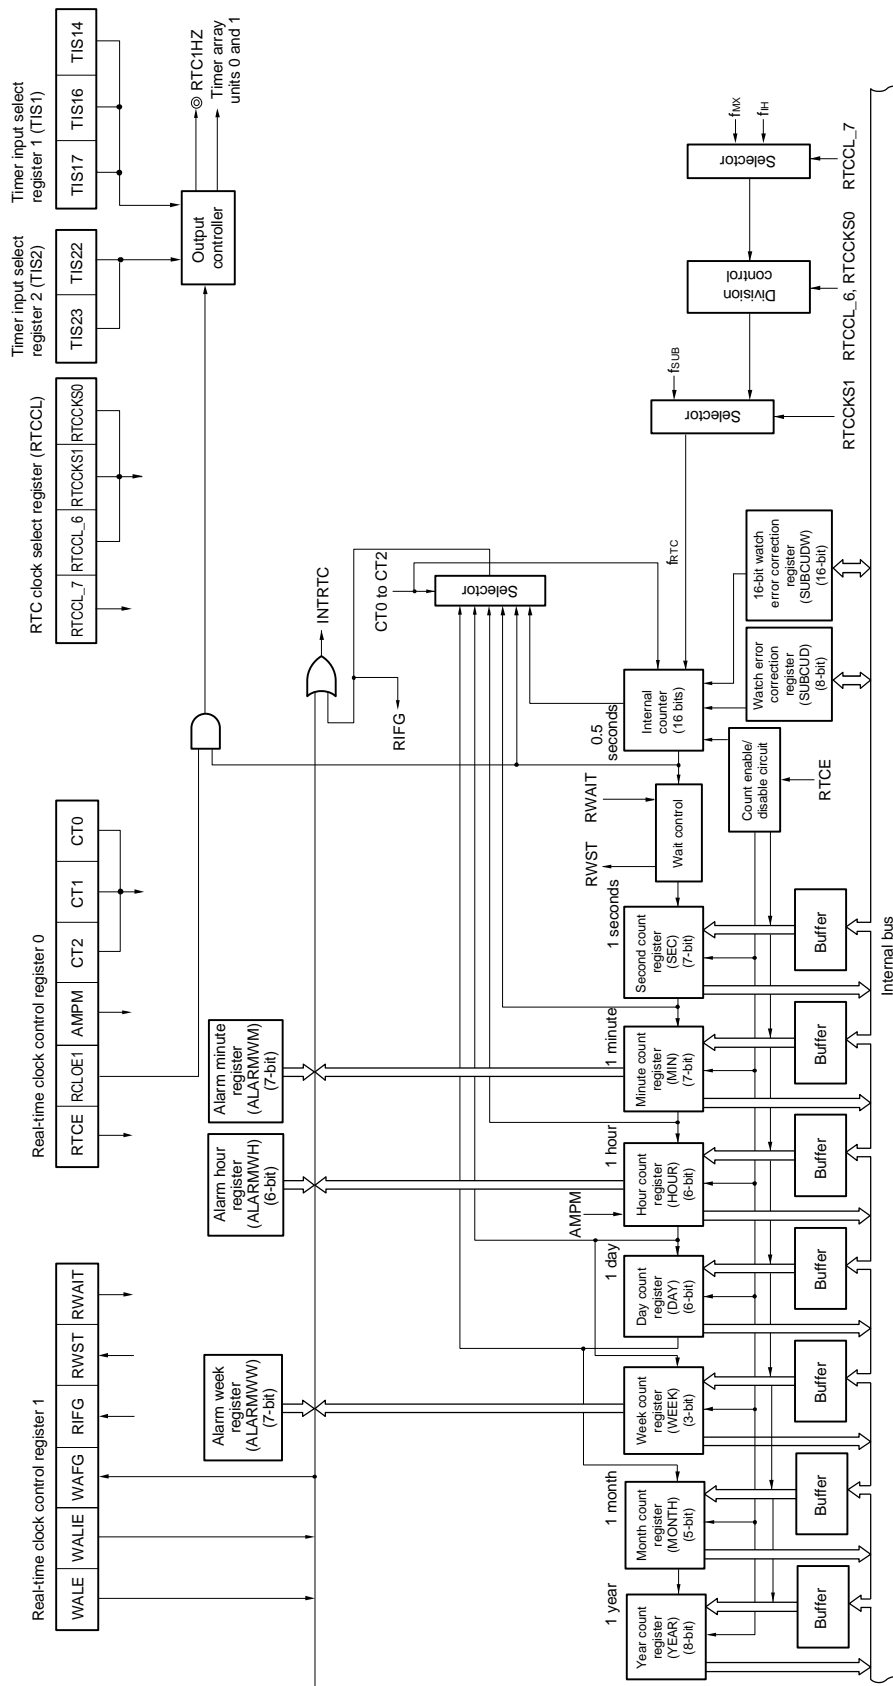 Real-time clock control register 1
WALE
WALIE
WAFG
RIFG
RWST
RWAIT
Real-time clock control register 0
RTCE
RCLOE1
AMPM
CT2
CT1
CT0
RTC clock select register (RTCCL)
RTCCL_7
RTCCL_6
RTCCKS1
RTCCKS0
Timer input select
register 2 (TIS2)
TIS23
TIS22
Timer input select
register 1 (TIS1)
TIS17
TIS16
TIS14
Output
controller
◎ RTC1HZ
Timer array
units 0 and 1
Alarm week
register
(ALARMWW)
(7-bit)
Alarm hour
register
(ALARMWH)
(6-bit)
Alarm minute
register
(ALARMWM)
(7-bit)
INTRTC
RIFG
CT0 to CT2
Selector
1 year
Year count
register
(YEAR)
(8-bit)
1 month
Month count
register
(MONTH)
(5-bit)
Week count
register
(WEEK)
(3-bit)
1 day
Day count
register
(DAY)
(6-bit)
AMPM
1 hour
Hour count
register
(HOUR)
(6-bit)
1 minute
Minute count
register
(MIN)
(7-bit)
1 seconds
Second count
register
(SEC)
(7-bit)
RWST
RWAIT
Wait control
0.5
seconds
Internal
counter
(16 bits)
fRTC
Selector
fSUB
RTCCKS1
Division
control
RTCCL_6, RTCCKS0
Selector
fMX
fIH
RTCCL_7
Count enable/
disable circuit
RTCE
Watch error
correction
register
(SUBCUD)
(8-bit)
16-bit watch
error correction
register
(SUBCUDW)
(16-bit)
Buffer
Buffer
Buffer
Buffer
Buffer
Buffer
Buffer
Internal bus